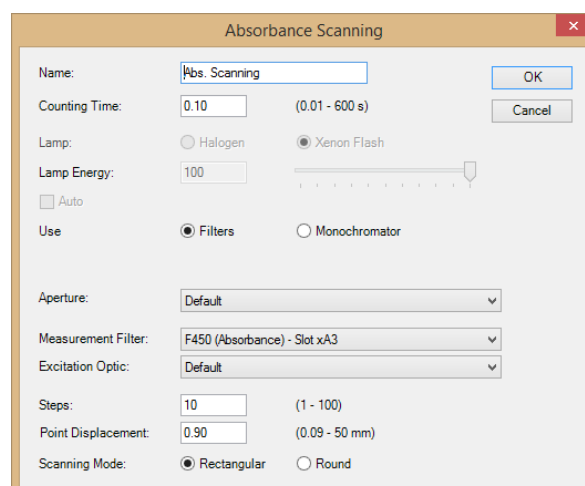 Absorbance Scanning
Name: Abs. Scanning OK
Counting Time: 0.10 (0.01 - 600 s) Cancel
Lamp: Halogen Xenon Flash
Lamp Energy: 100
Auto
Use Filters Monochromator
Aperture: Default
Measurement Filter: F450 (Absorbance) - Slot xA3
Excitation Optic: Default
Steps: 10 (1 - 100)
Point Displacement: 0.90 (0.09 - 50 mm)
Scanning Mode: Rectangular Round